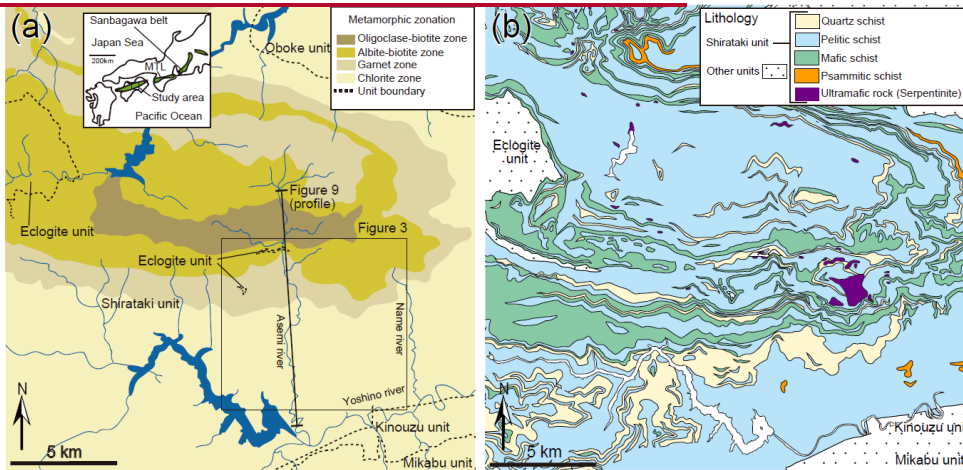 (a)
Sanbagawa belt
Japan Sea
200km
MTL
Study area
Pacific Ocean
Oboke unit
Metamorphic zonation
Oligoclase-biotite zone
Albite-biotite zone
Garnet zone
Chlorite zone
Unit boundary
Figure 9
(profile)
Figure 3
Eclogite unit
Eclogite unit
Shirataki unit
Asemi river
Name river
Yoshino river
N
5 km
Kinouzu unit
Mikabu unit
(b)
Lithology
Shirataki unit
Other units
Quartz schist
Pelitic schist
Mafic schist
Psammitic schist
Ultramafic rock (Serpentinite)
Eclogite
unit
N
5 km
Kinouzu unit
Mikabu unit